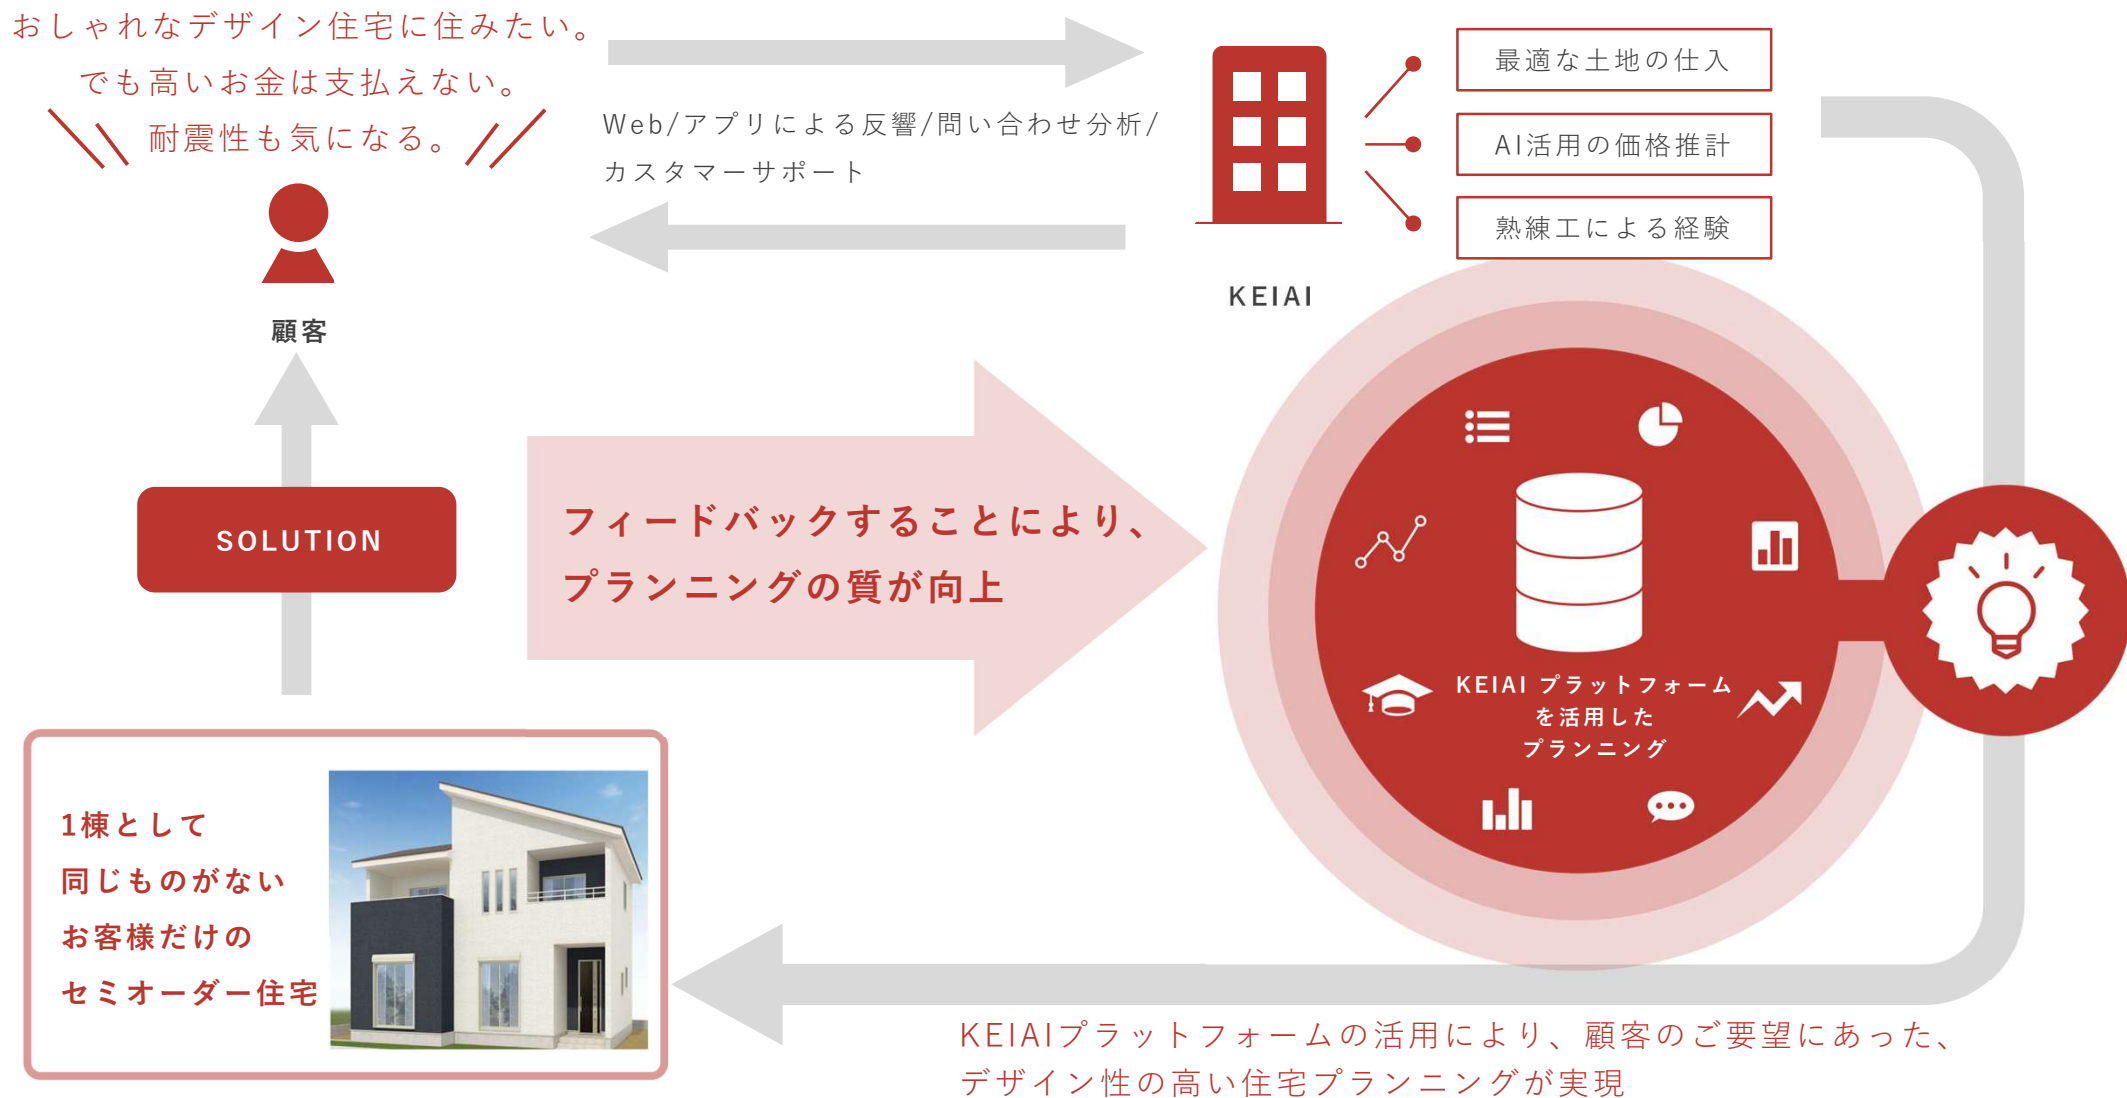 おしゃれなデザイン住宅に住みたい。
でも高いお金は支払えない。
耐震性も気になる。
顧客
Web/アプリによる反響/問い合わせ分析/
カスタマーサポート
KEIAI
最適な土地の仕入
AI活用の価格推計
熟練工による経験
SOLUTION
フィードバックすることにより、
プランニングの質が向上
KEIAI プラットフォーム
を活用した
プランニング
1棟として
同じものがない
お客様だけの
セミオーダー住宅
KEIAIプラットフォームの活用により、顧客のご要望にあった、
デザイン性の高い住宅プランニングが実現